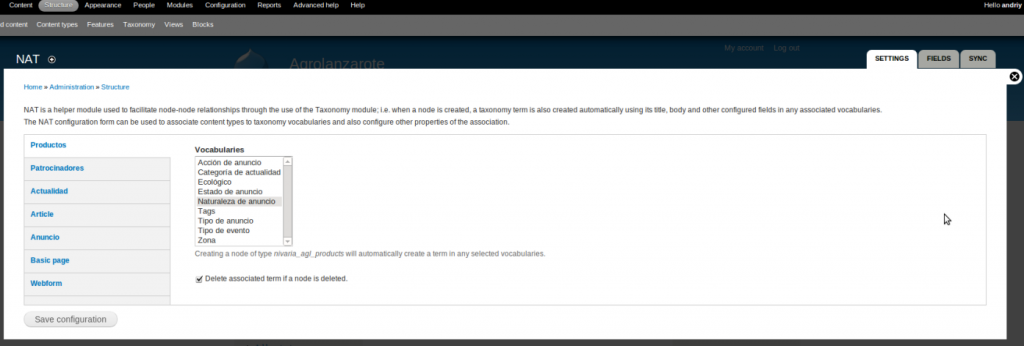 Content Structure Appearance People Modules Configuration Reports Advanced help Help Hello andriy
d content Content types Features Taxonomy Views Blocks
My account Log out
NAT
Agrolanzarote
SETTINGS FIELDS SYNC
Home » Administration » Structure
NAT is a helper module used to facilitate node-node relationships through the use of the Taxonomy module; i.e. when a node is created, a taxonomy term is also created automatically using its title, body and other configured fields in any associated vocabularies.
The NAT configuration form can be used to associate content types to taxonomy vocabularies and also configure other properties of the association.
Productos
Patrocinadores
Actualidad
Article
Anuncio
Basic page
Webform
Vocabularies
Acción de anuncio
Categoría de actualidad
Ecológico
Estado de anuncio
Naturaleza de anuncio
Tags
Tipo de anuncio
Tipo de evento
Zona
Creating a node of type nivaria_agl_products will automatically create a term in any selected vocabularies.
Delete associated term if a node is deleted.
Save configuration